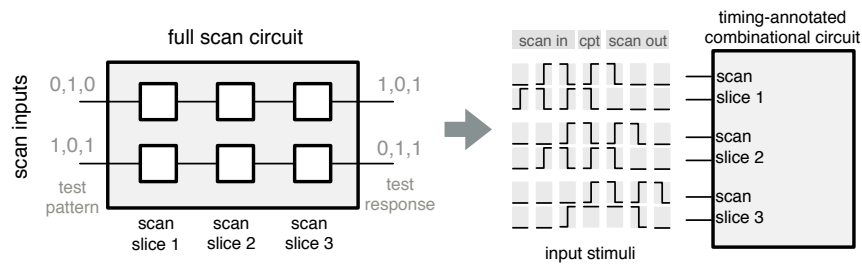 full scan circuit
scan inputs
0,1,0
1,0,1
1,0,1
0,1,1
test
pattern
test
response
scan
slice 1
scan
slice 2
scan
slice 3
scan in
cpt
scan out
input stimuli
timing-annotated
combinational circuit
scan
slice 1
scan
slice 2
scan
slice 3